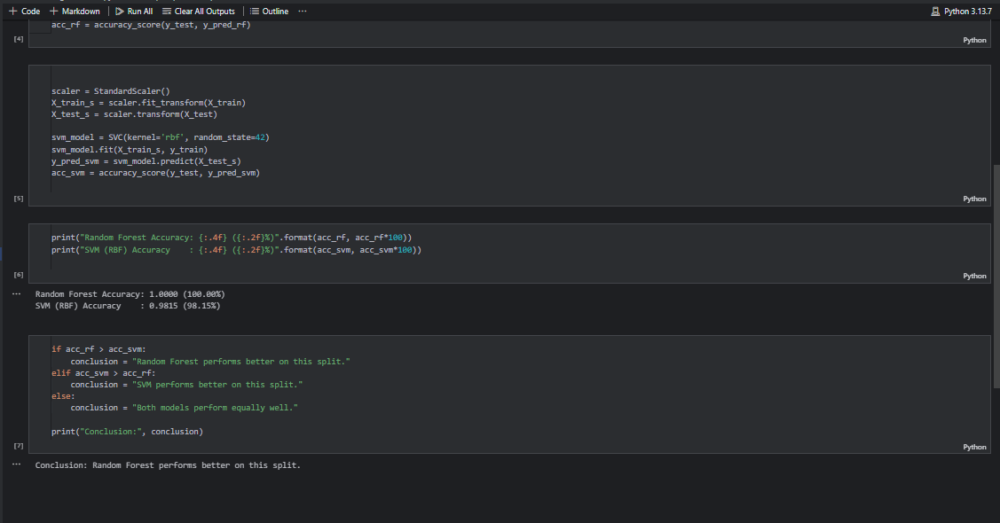 + Code + Markdown | Run All Clear All Outputs | Outline ... Python 3.13.7
acc_rf = accuracy_score(y_test, y_pred_rf)
[4]
Python
scaler = StandardScaler()
X_train_s = scaler.fit_transform(X_train)
X_test_s = scaler.transform(X_test)
svm_model = SVC(kernel='rbf', random_state=42)
svm_model.fit(X_train_s, y_train)
y_pred_svm = svm_model.predict(X_test_s)
acc_svm = accuracy_score(y_test, y_pred_svm)
[5]
Python
print("Random Forest Accuracy: {:.4f} ({:.2f}%)".format(acc_rf, acc_rf*100))
print("SVM (RBF) Accuracy    : {:.4f} ({:.2f}%)".format(acc_svm, acc_svm*100))
[6]
Python
... Random Forest Accuracy: 1.0000 (100.00%)
SVM (RBF) Accuracy    : 0.9815 (98.15%)
if acc_rf > acc_svm:
    conclusion = "Random Forest performs better on this split."
elif acc_svm > acc_rf:
    conclusion = "SVM performs better on this split."
else:
    conclusion = "Both models perform equally well."
print("Conclusion:", conclusion)
[7]
Python
... Conclusion: Random Forest performs better on this split.